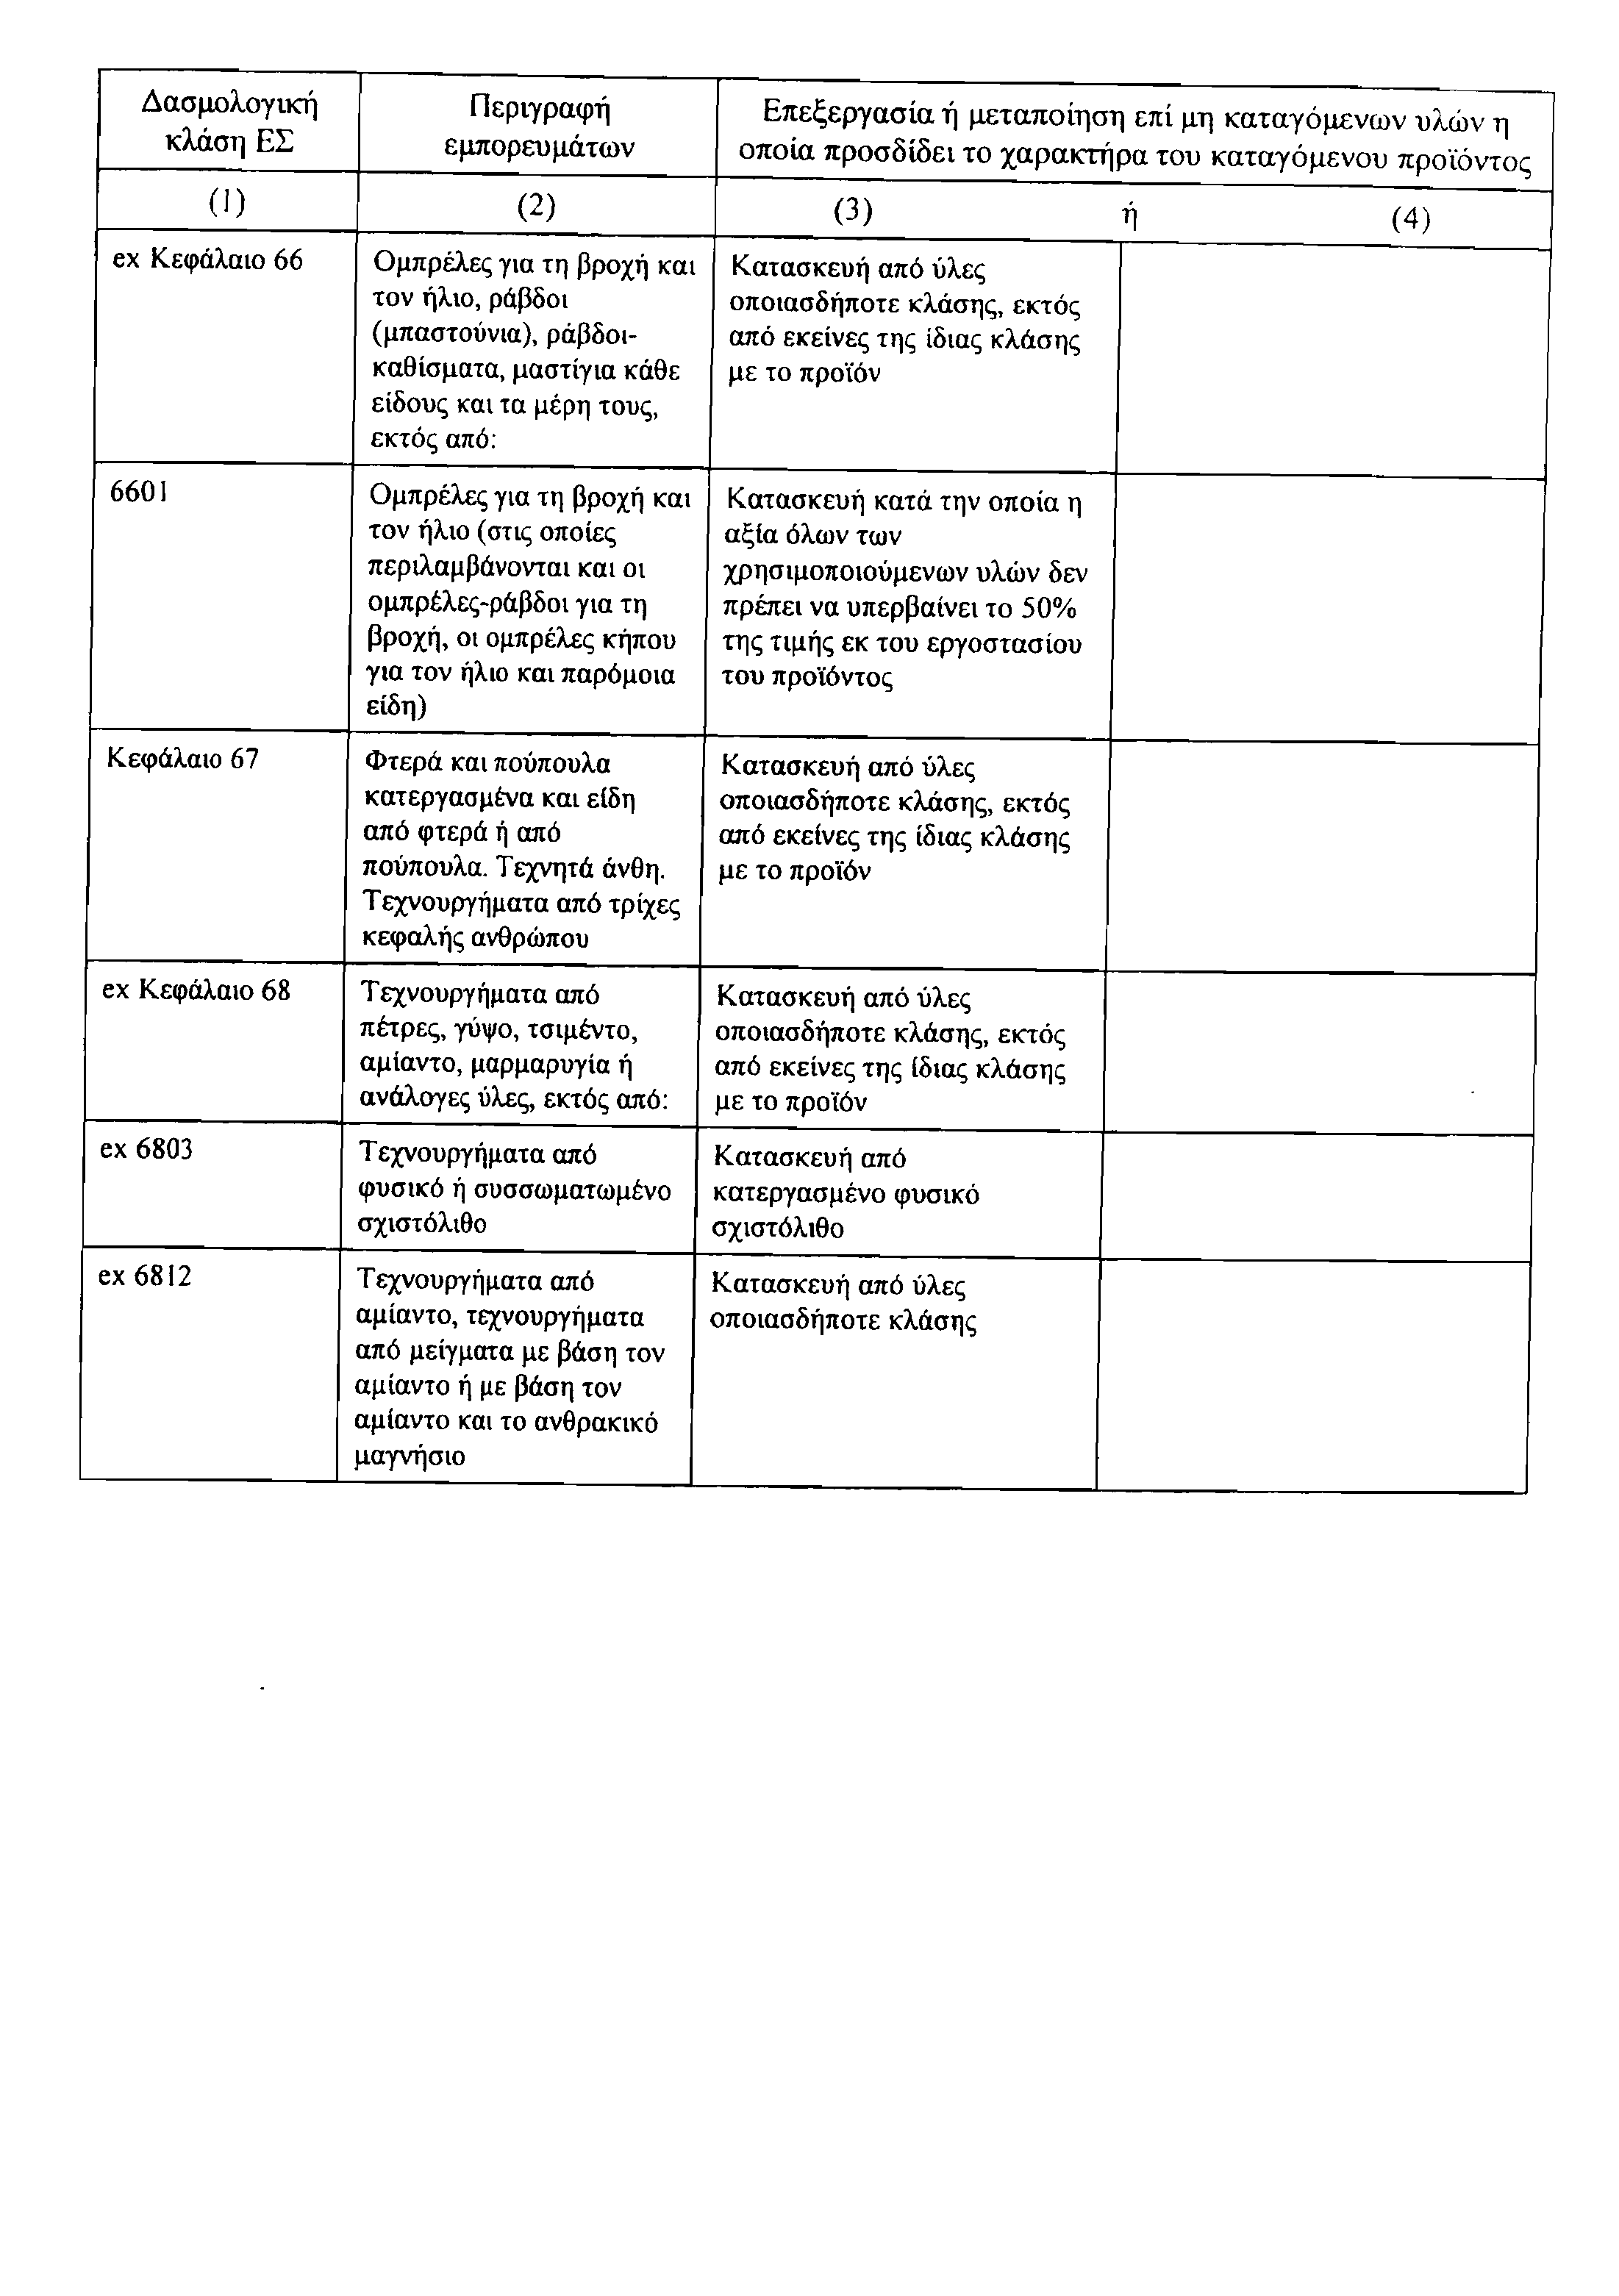 Δασμολογική
κλάση ΕΣ
Περιγραφή
εμπορευμάτων
Επεξεργασία ή μεταποίηση επί μη καταγόμενων υλών η
οποία προσδίδει το χαρακτήρα του καταγόμενου προϊόντος
(1)
(2)
(3) ή (4)
ex Κεφάλαιο 66
Ομπρέλες για τη βροχή και
τον ήλιο, ράβδοι
(μπαστούνια), ράβδοι-
καθίσματα, μαστίγια κάθε
είδους και τα μέρη τους,
εκτός από:
Κατασκευή από ύλες
οποιασδήποτε κλάσης, εκτός
από εκείνες της ίδιας κλάσης
με το προϊόν
6601
Ομπρέλες για τη βροχή και
τον ήλιο (στις οποίες
περιλαμβάνονται και οι
ομπρέλες-ράβδοι για τη
βροχή, οι ομπρέλες κήπου
για τον ήλιο και παρόμοια
είδη)
Κατασκευή κατά την οποία η
αξία όλων των
χρησιμοποιούμενων υλών δεν
πρέπει να υπερβαίνει το 50%
της τιμής εκ του εργοστασίου
του προϊόντος
Κεφάλαιο 67
Φτερά και πούπουλα
κατεργασμένα και είδη
από φτερά ή από
πούπουλα. Τεχνητά άνθη.
Τεχνουργήματα από τρίχες
κεφαλής ανθρώπου
Κατασκευή από ύλες
οποιασδήποτε κλάσης, εκτός
από εκείνες της ίδιας κλάσης
με το προϊόν
ex Κεφάλαιο 68
Τεχνουργήματα από
πέτρες, γύψο, τσιμέντο,
αμίαντο, μαρμαρυγία ή
ανάλογες ύλες, εκτός από:
Κατασκευή από ύλες
οποιασδήποτε κλάσης, εκτός
από εκείνες της ίδιας κλάσης
με το προϊόν
ex 6803
Τεχνουργήματα από
φυσικό ή συσσωματωμένο
σχιστόλιθο
Κατασκευή από
κατεργασμένο φυσικό
σχιστόλιθο
ex 6812
Τεχνουργήματα από
αμίαντο, τεχνουργήματα
από μείγματα με βάση τον
αμίαντο ή με βάση τον
αμίαντο και το ανθρακικό
μαγνήσιο
Κατασκευή από ύλες
οποιασδήποτε κλάσης